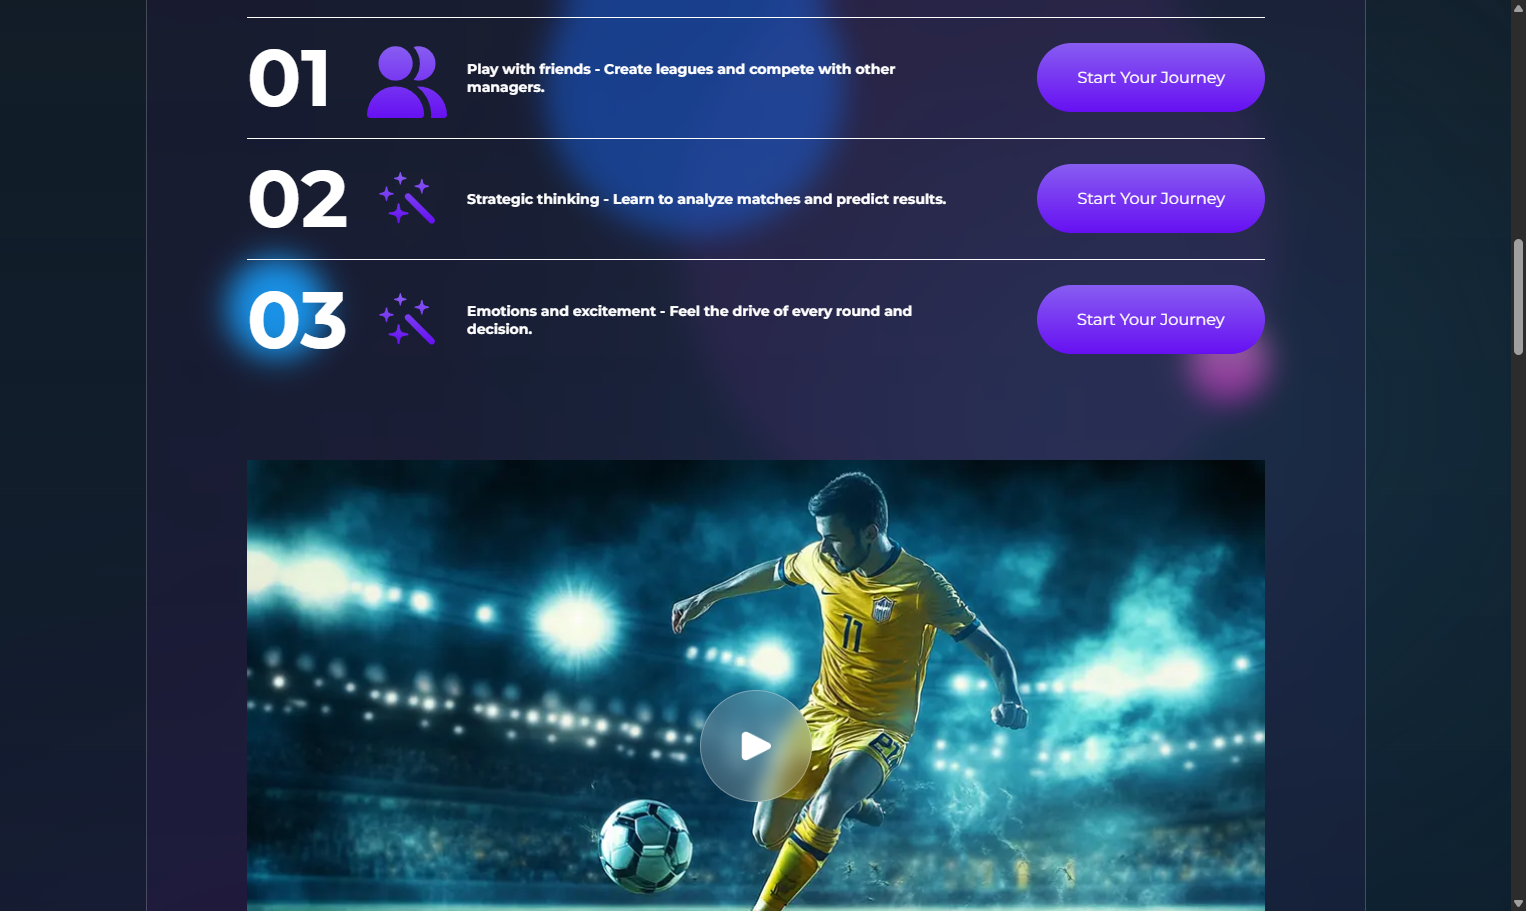 01
Play with friends - Create leagues and compete with other
managers.
Start Your Journey
02
Strategic thinking - Learn to analyze matches and predict results.
Start Your Journey
03
Emotions and excitement - Feel the drive of every round and
decision.
Start Your Journey
11